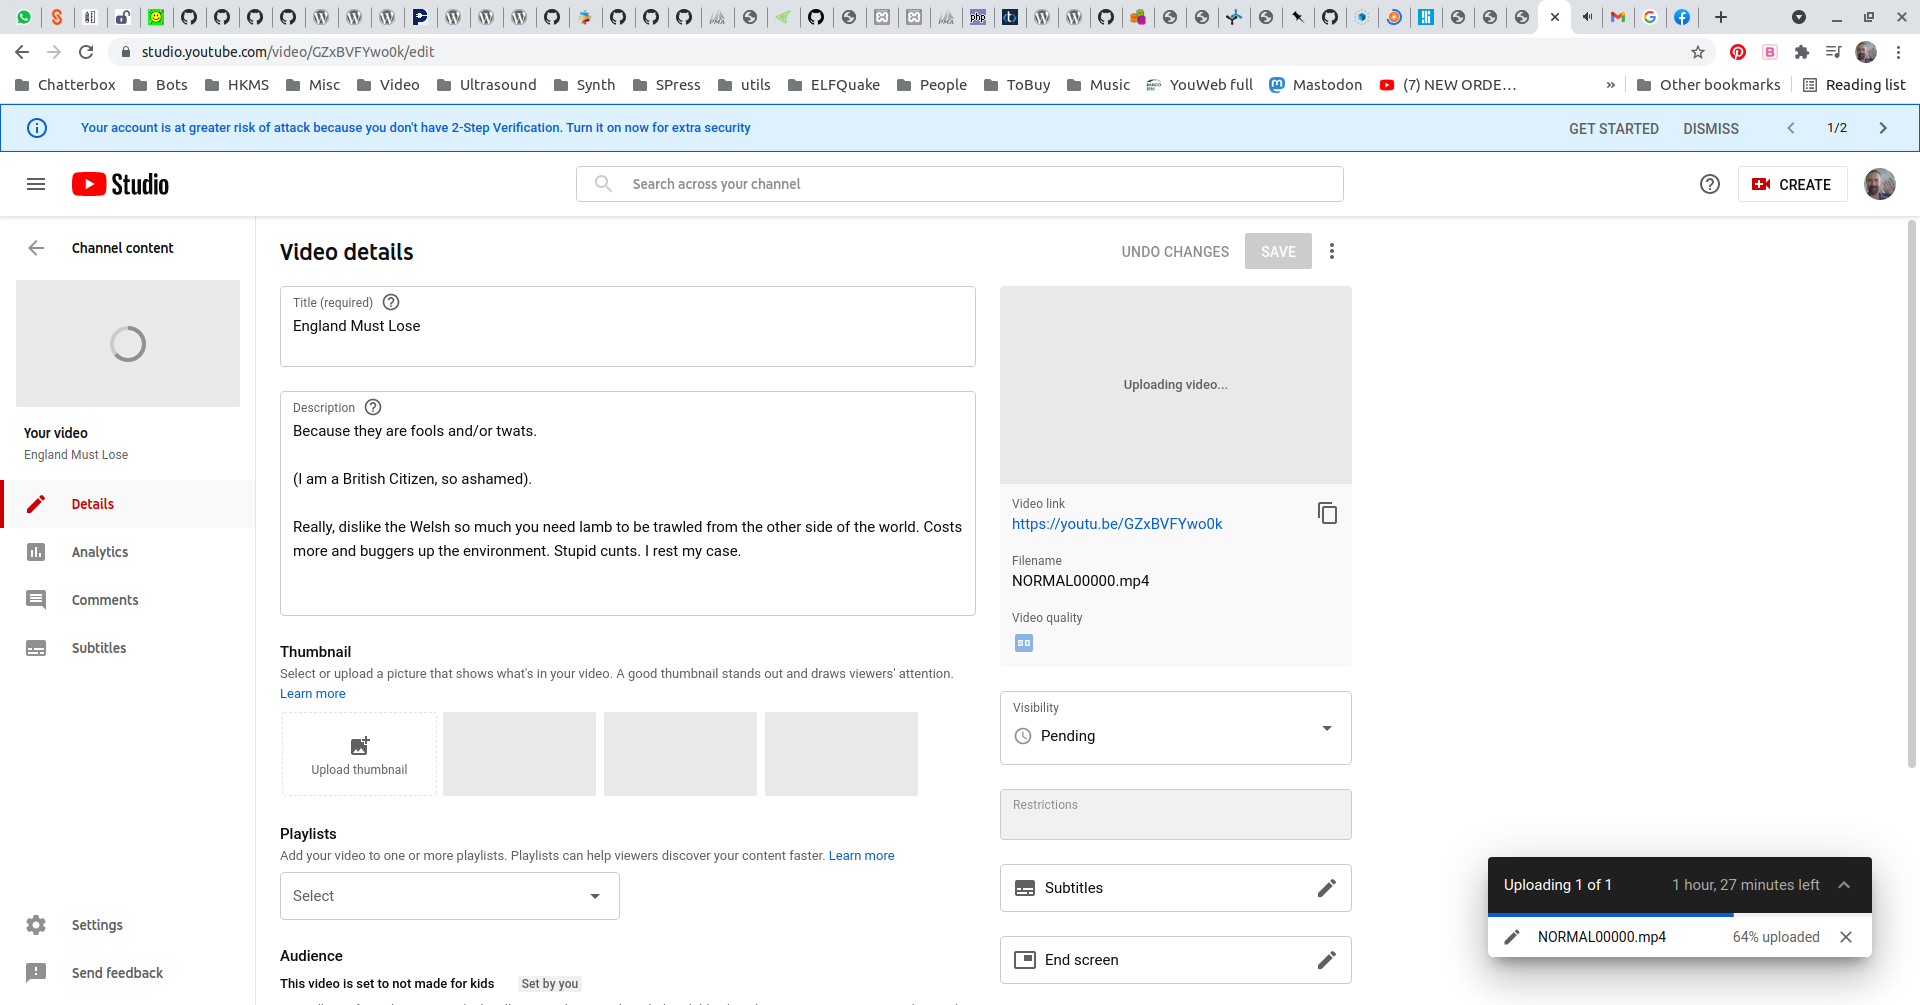 studio.youtube.com/video/GZxBVFYwo0k/edit
Chatterbox
Bots
HKMS
Misc
Video
Ultrasound
Synth
SPress
utils
ELFQuake
People
ToBuy
Music
YouWeb full
Mastodon
(7) NEW ORDE...
»
Other bookmarks
Reading list
Your account is at greater risk of attack because you don't have 2-Step Verification. Turn it on now for extra security
GET STARTED
DISMISS
1/2
Studio
Search across your channel
CREATE
Channel content
Your video
England Must Lose
Details
Analytics
Comments
Subtitles
Settings
Send feedback
Video details
UNDO CHANGES
SAVE
Title (required)
England Must Lose
Description
Because they are fools and/or twats.
(I am a British Citizen, so ashamed).
Really, dislike the Welsh so much you need lamb to be trawled from the other side of the world. Costs
more and buggers up the environment. Stupid cunts. I rest my case.
Thumbnail
Select or upload a picture that shows what's in your video. A good thumbnail stands out and draws viewers' attention.
Learn more
Upload thumbnail
Playlists
Add your video to one or more playlists. Playlists can help viewers discover your content faster. Learn more
Select
Audience
This video is set to not made for kids
Set by you
Uploading video...
Video link
https://youtu.be/GZxBVFYwo0k
Filename
NORMAL00000.mp4
Video quality
SD
Visibility
Pending
Restrictions
Subtitles
End screen
Uploading 1 of 1
1 hour, 27 minutes left
NORMAL00000.mp4
64% uploaded